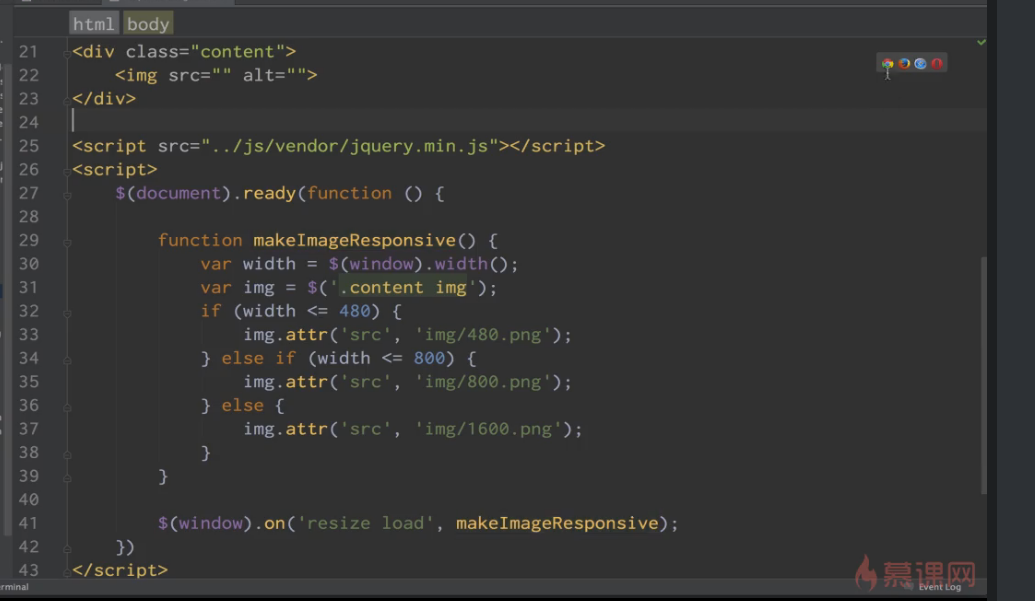 html body
21 <div class="content">
22     <img src="" alt="">
23 </div>
24
25 <script src="../js/vendor/jquery.min.js"></script>
26 <script>
27     $(document).ready(function () {
28
29         function makeImageResponsive() {
30             var width = $(window).width();
31             var img = $('.content img');
32             if (width <= 480) {
33                 img.attr('src', 'img/480.png');
34             } else if (width <= 800) {
35                 img.attr('src', 'img/800.png');
36             } else {
37                 img.attr('src', 'img/1600.png');
38             }
39         }
40
41         $(window).on('resize load', makeImageResponsive);
42     })
43 </script>
慕课网
rminal Event Log